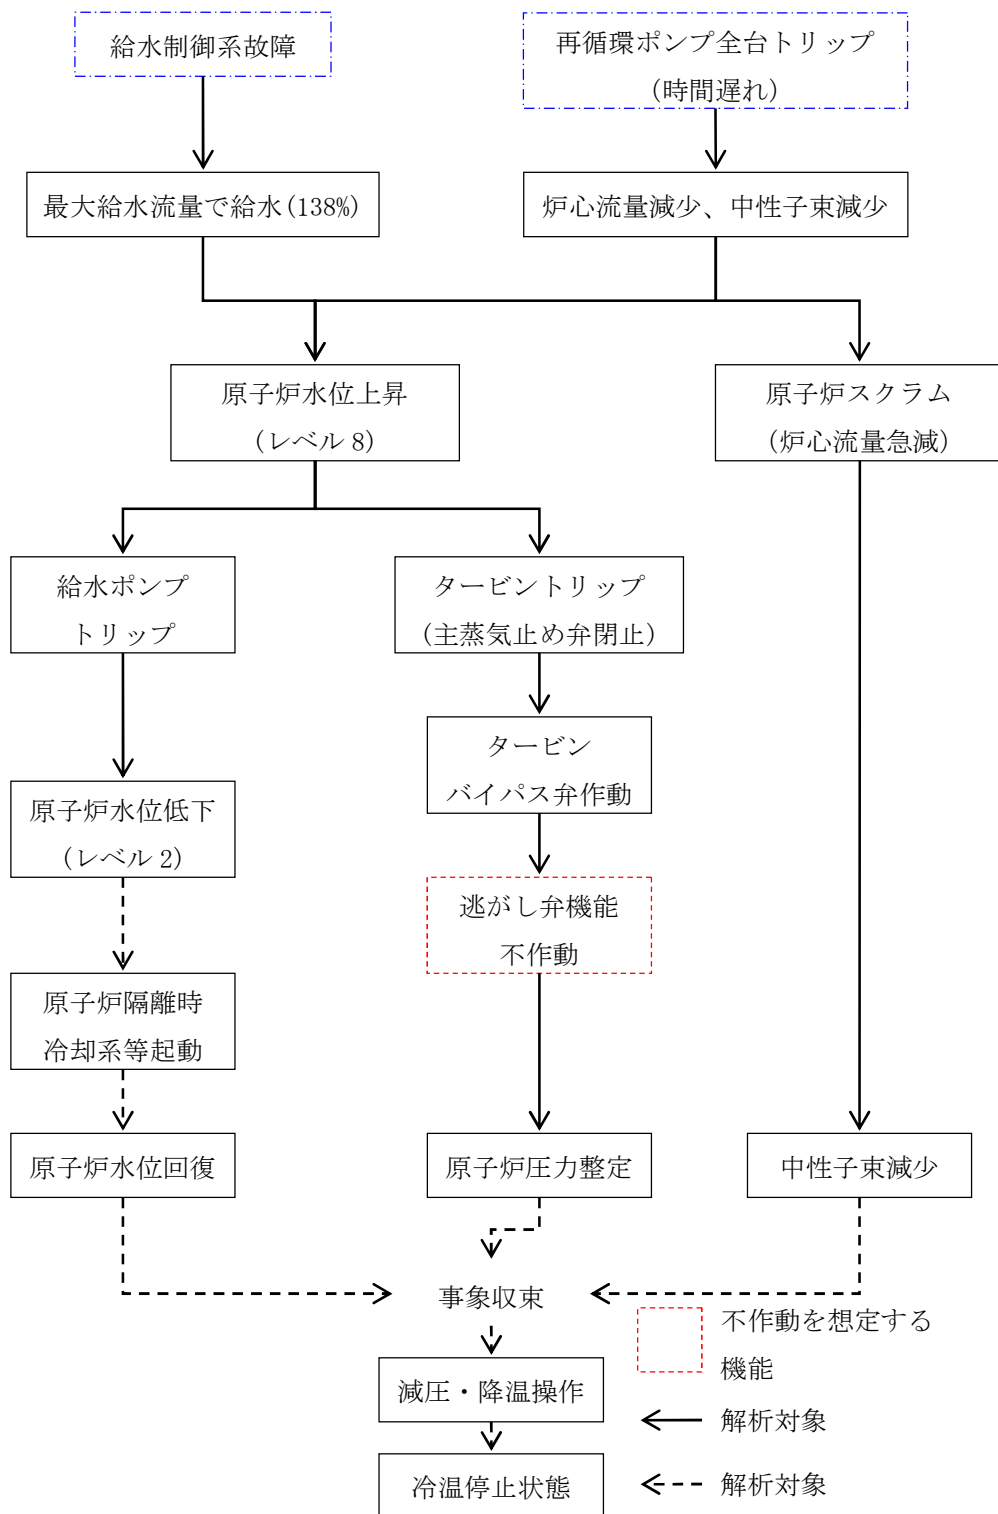 給水制御系故障
再循環ポンプ全台トリップ
（時間遅れ）
最大給水流量で給水(138%)
炉心流量減少、中性子束減少
原子炉水位上昇
（レベル 8）
原子炉スクラム
（炉心流量急減）
給水ポンプ
トリップ
タービントリップ
（主蒸気止め弁閉止）
タービン
バイパス弁作動
原子炉水位低下
（レベル 2）
逃がし弁機能
不作動
原子炉隔離時
冷却系等起動
原子炉水位回復
原子炉圧力整定
中性子束減少
事象収束
減圧・降温操作
冷温停止状態
不作動を想定する
機能
解析対象
解析対象